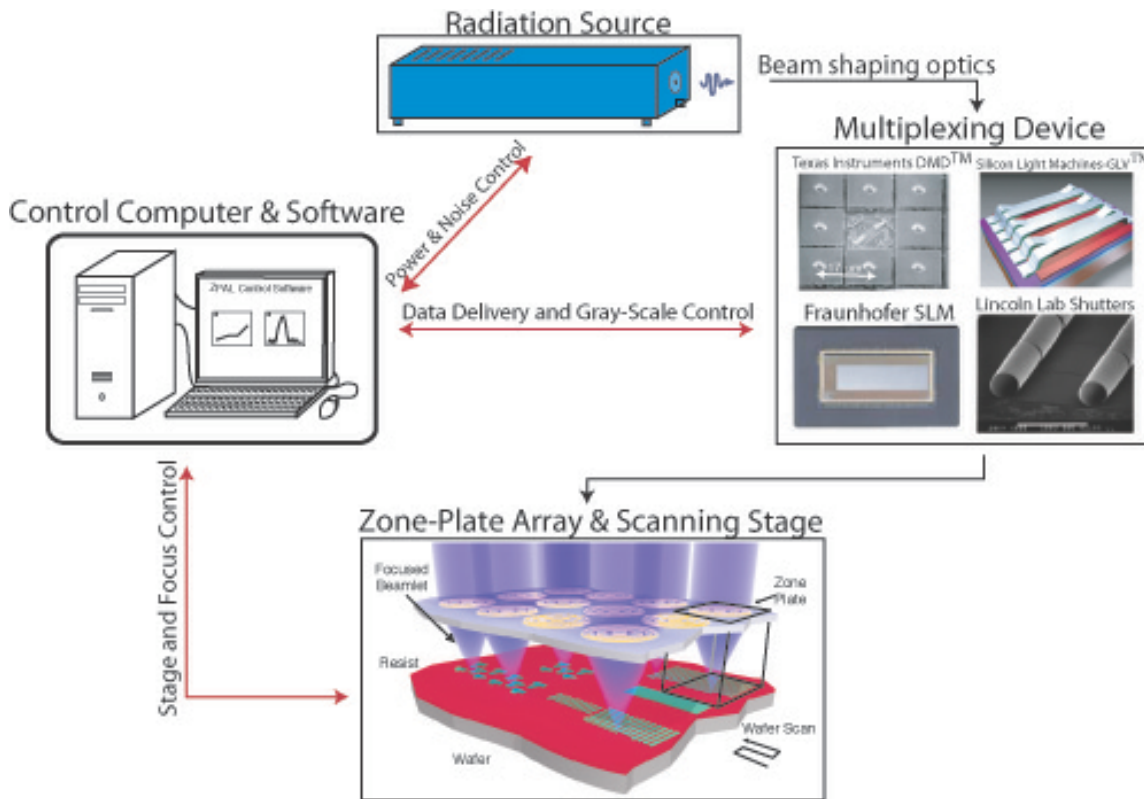 Radiation Source
Beam shaping optics
Multiplexing Device
Texas Instruments DMD™
Silicon Light Machines-GLV™
Fraunhofer SLM
Lincoln Lab Shutters
Control Computer & Software
ZPAL Control Software
Power & Noise Control
Data Delivery and Gray-Scale Control
Stage and Focus Control
Zone-Plate Array & Scanning Stage
Focused
Beamlet
Zone
Plate
Resist
Wafer Scan
Wafer